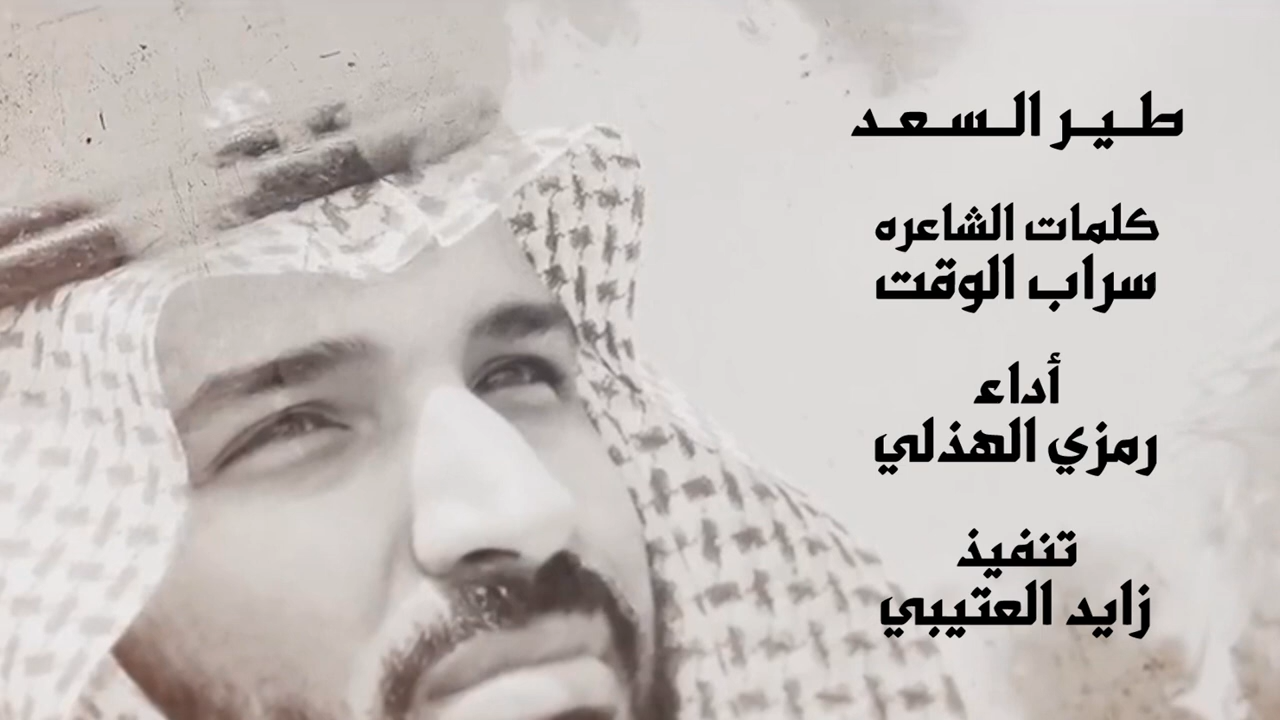 طير السعد
كلمات الشاعره
سراب الوقت
أداء
رمزي الهذلي
تنفيذ
زايد العتيبي